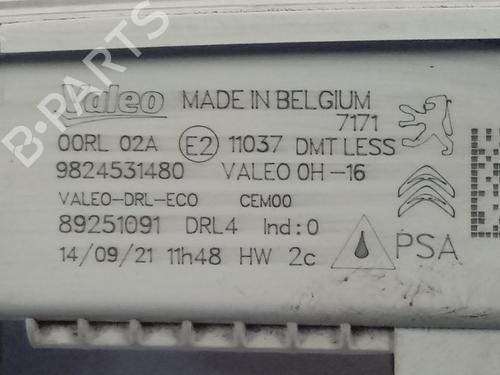 B-PARTS
Valeo MADE IN BELGIUM
7171
00RL 02A E2 11037 DMT LESS
9824531480 VALEO 0H-16
VALEO-DRL-ECO CEM00
89251091 DRL4 Ind:0
14/09/21 11h48 HW 2c PSA